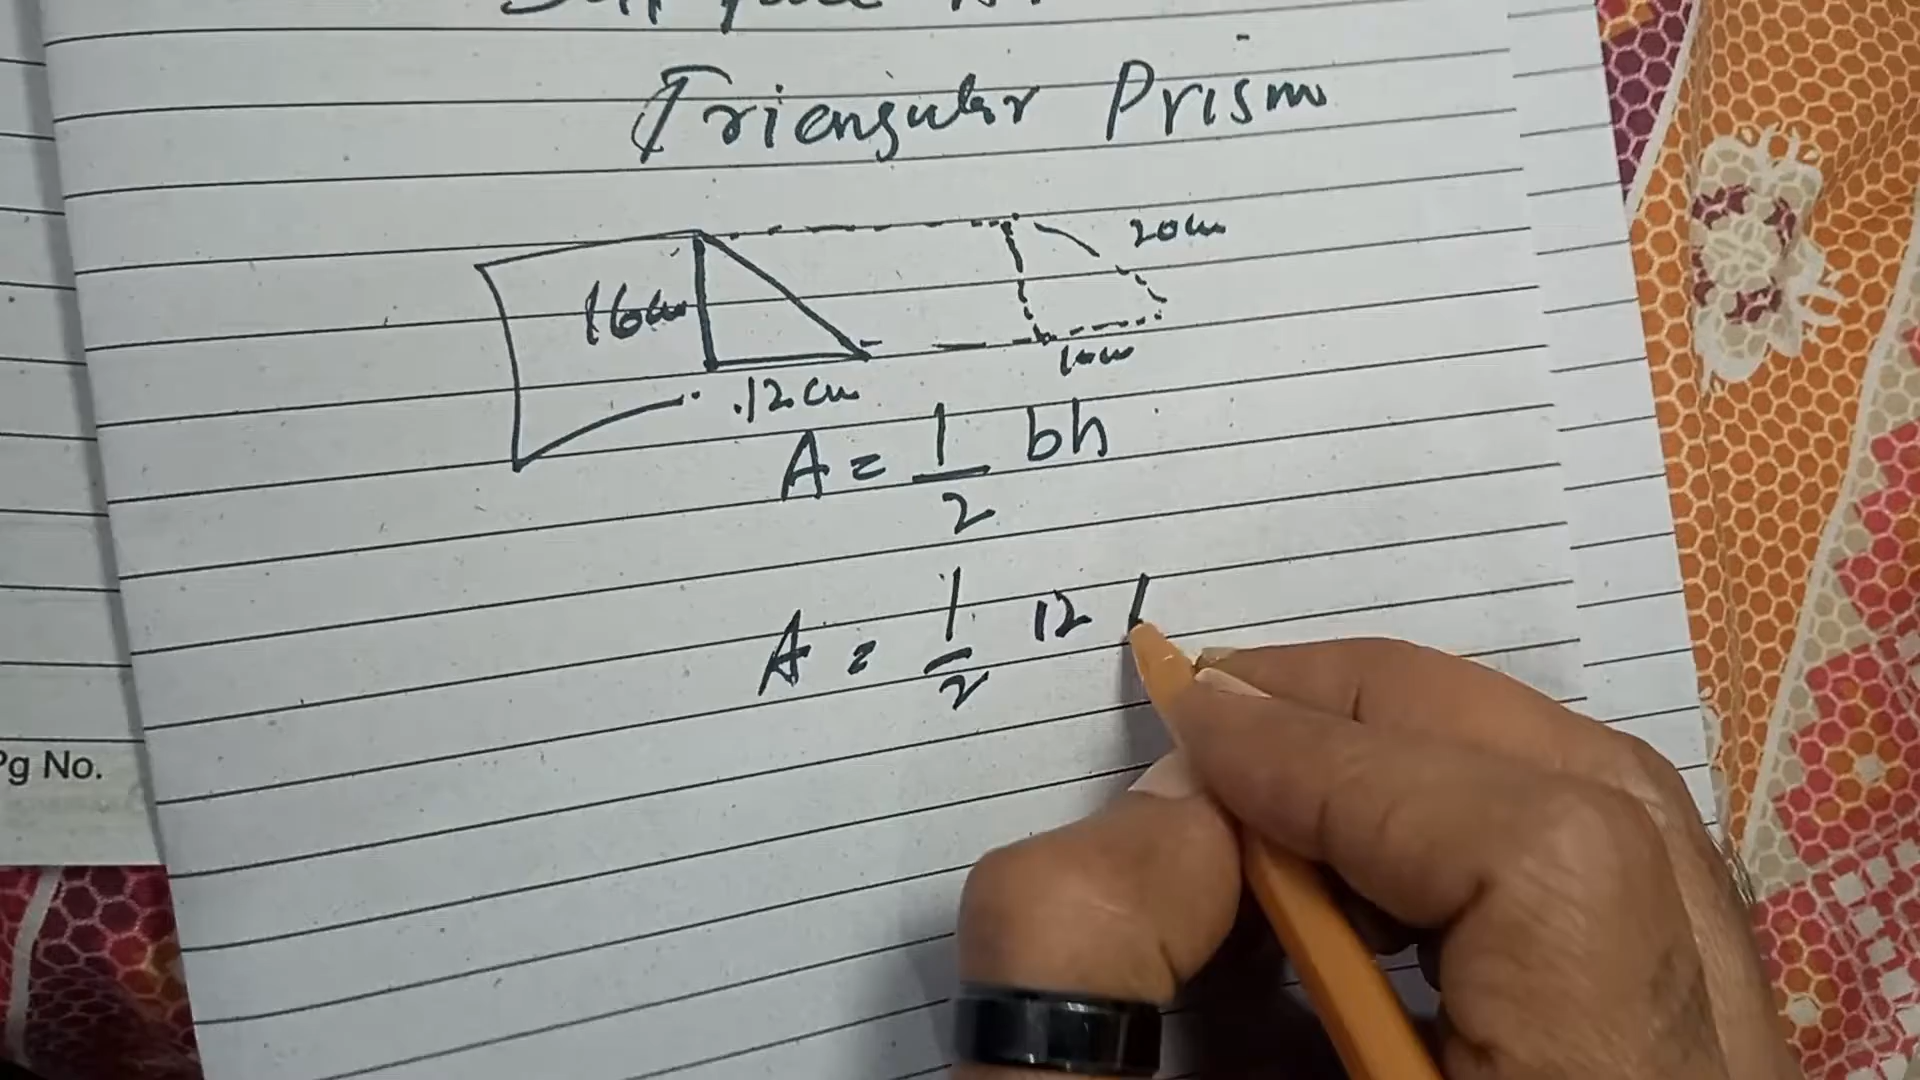 Triangular Prism
20cm
16cm
10cm
12cm
A = 1/2 bh
A = 1/2 12
Pg No.